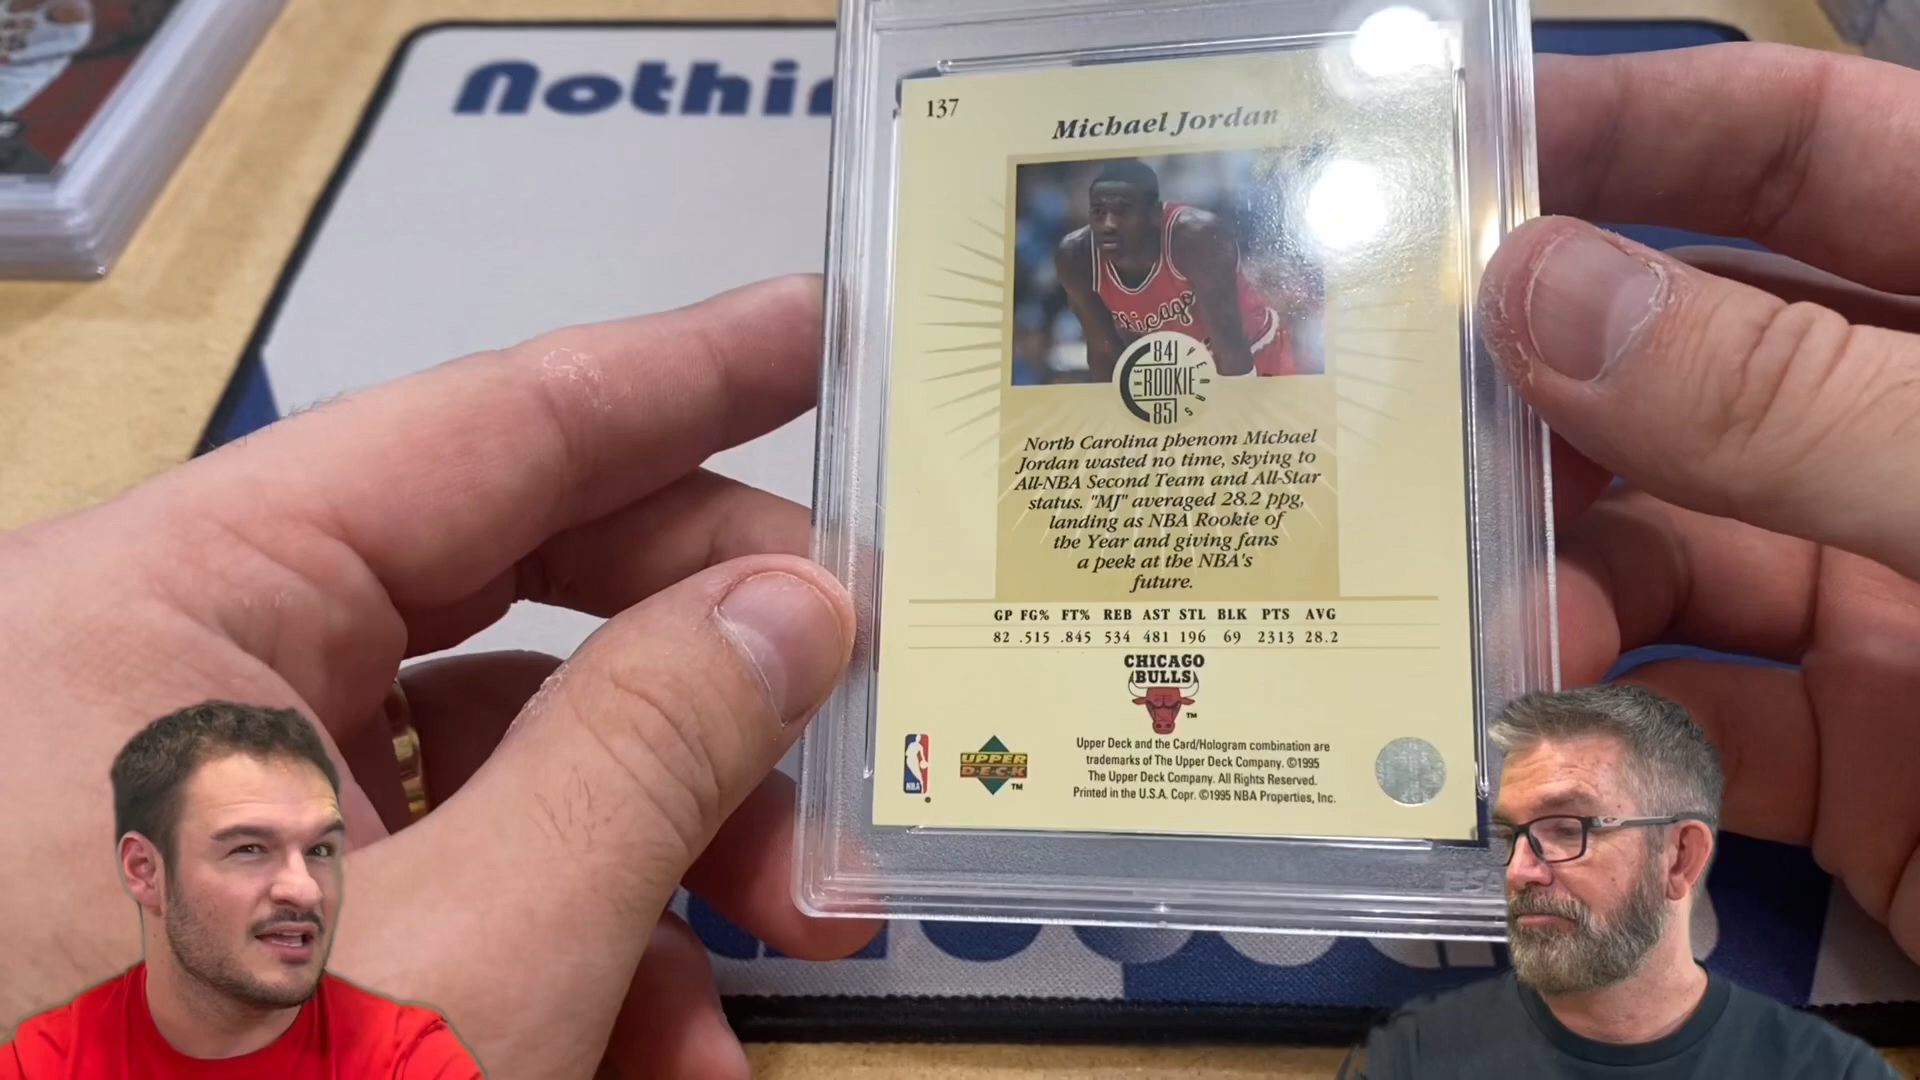 Nothin
137
Michael Jordan
Chicago
84
THE ROOKIE YEARS
85
North Carolina phenom Michael
Jordan wasted no time, skying to
All-NBA Second Team and All-Star
status. "MJ" averaged 28.2 ppg,
landing as NBA Rookie of
the Year and giving fans
a peek at the NBA's
future.
GP FG% FT% REB AST STL BLK PTS AVG
82 .515 .845 534 481 196 69 2313 28.2
CHICAGO
BULLS
TM
NBA
UPPER
DECK
TM
Upper Deck and the Card/Hologram combination are
trademarks of The Upper Deck Company. ©1995
The Upper Deck Company. All Rights Reserved.
Printed in the U.S.A. Copr. ©1995 NBA Properties, Inc.